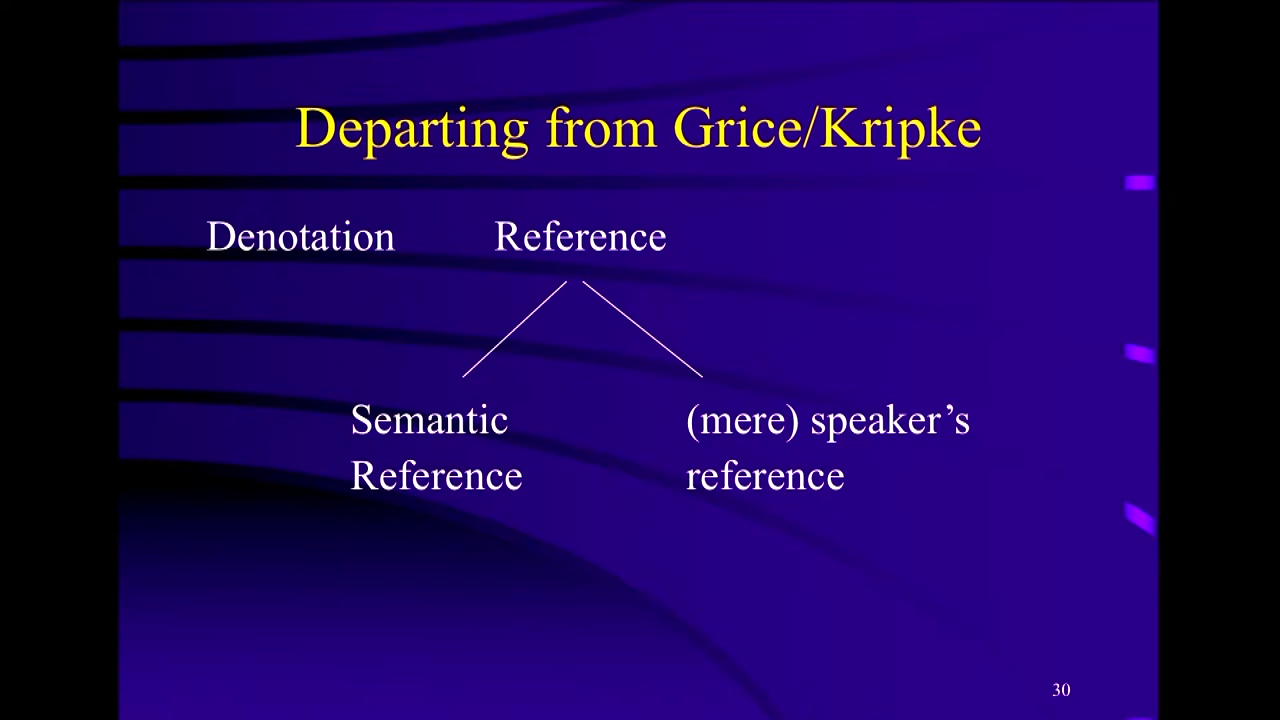 Departing from Grice/Kripke
Denotation Reference
Semantic (mere) speaker’s
Reference reference
30